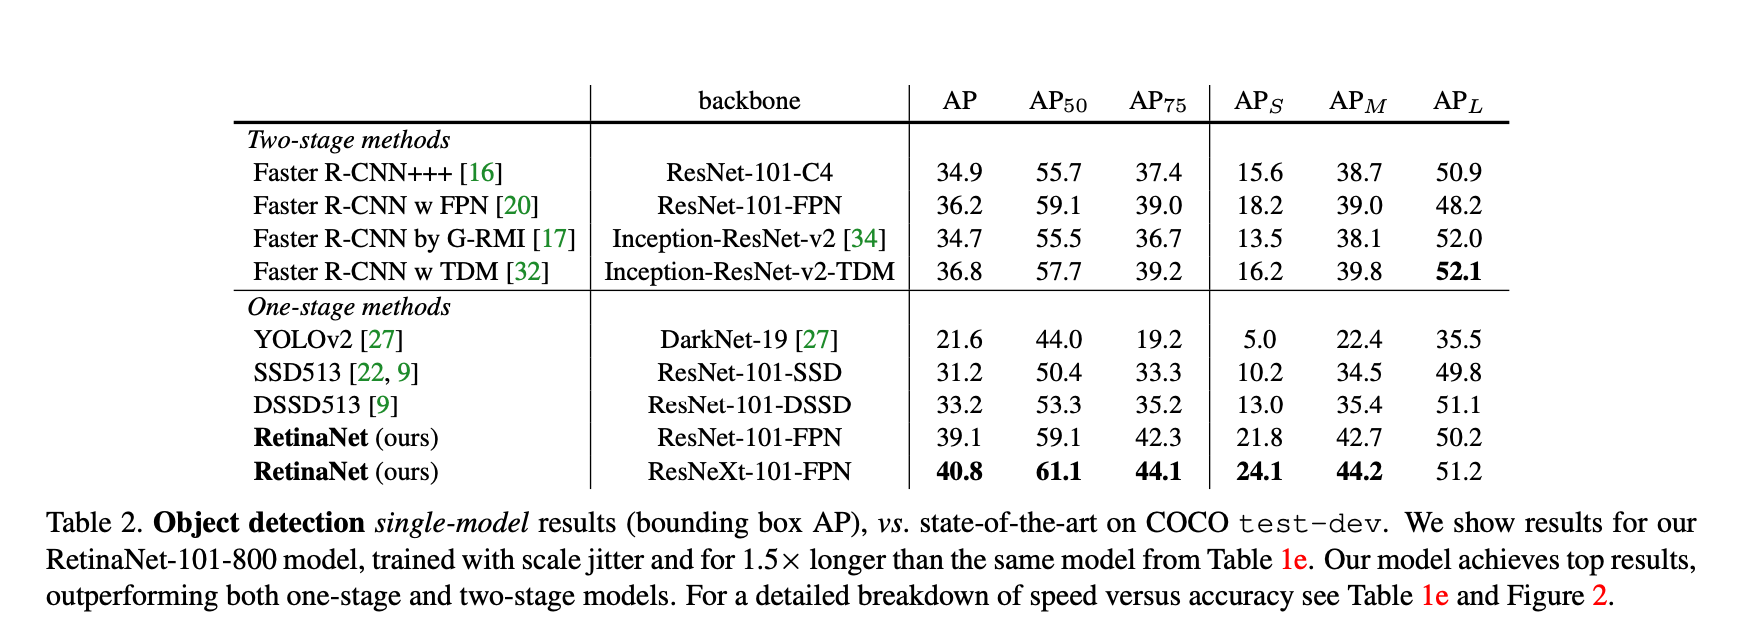 backbone AP AP50 AP75 APS APM APL
Two-stage methods
Faster R-CNN+++ [16] ResNet-101-C4 34.9 55.7 37.4 15.6 38.7 50.9
Faster R-CNN w FPN [20] ResNet-101-FPN 36.2 59.1 39.0 18.2 39.0 48.2
Faster R-CNN by G-RMI [17] Inception-ResNet-v2 [34] 34.7 55.5 36.7 13.5 38.1 52.0
Faster R-CNN w TDM [32] Inception-ResNet-v2-TDM 36.8 57.7 39.2 16.2 39.8 52.1
One-stage methods
YOLOv2 [27] DarkNet-19 [27] 21.6 44.0 19.2 5.0 22.4 35.5
SSD513 [22, 9] ResNet-101-SSD 31.2 50.4 33.3 10.2 34.5 49.8
DSSD513 [9] ResNet-101-DSSD 33.2 53.3 35.2 13.0 35.4 51.1
RetinaNet (ours) ResNet-101-FPN 39.1 59.1 42.3 21.8 42.7 50.2
RetinaNet (ours) ResNeXt-101-FPN 40.8 61.1 44.1 24.1 44.2 51.2
Table 2. Object detection single-model results (bounding box AP), vs. state-of-the-art on COCO test-dev. We show results for our
RetinaNet-101-800 model, trained with scale jitter and for 1.5× longer than the same model from Table 1e. Our model achieves top results,
outperforming both one-stage and two-stage models. For a detailed breakdown of speed versus accuracy see Table 1e and Figure 2.